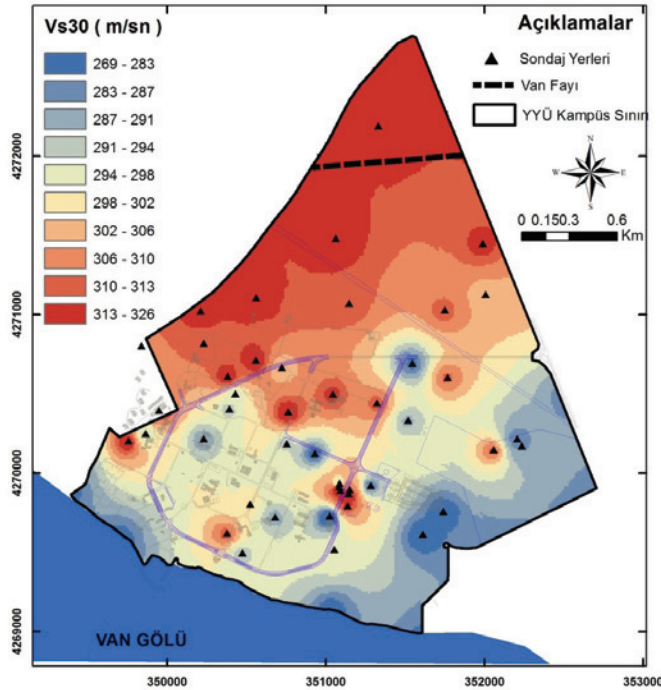 Vs30 ( m/sn)
269 - 283
283 - 287
287 - 291
291 - 294
294 - 298
298 - 302
302 - 306
306 - 310
310 - 313
313 - 326
Açıklamalar
Sondaj Yerleri
Van Fayı
YYÜ Kampüs Sınırı
N
W E
S
0 0.150.3 0.6
Km
4272000
4271000
4270000
4269000
VAN GÖLÜ
350000 351000 352000 353000